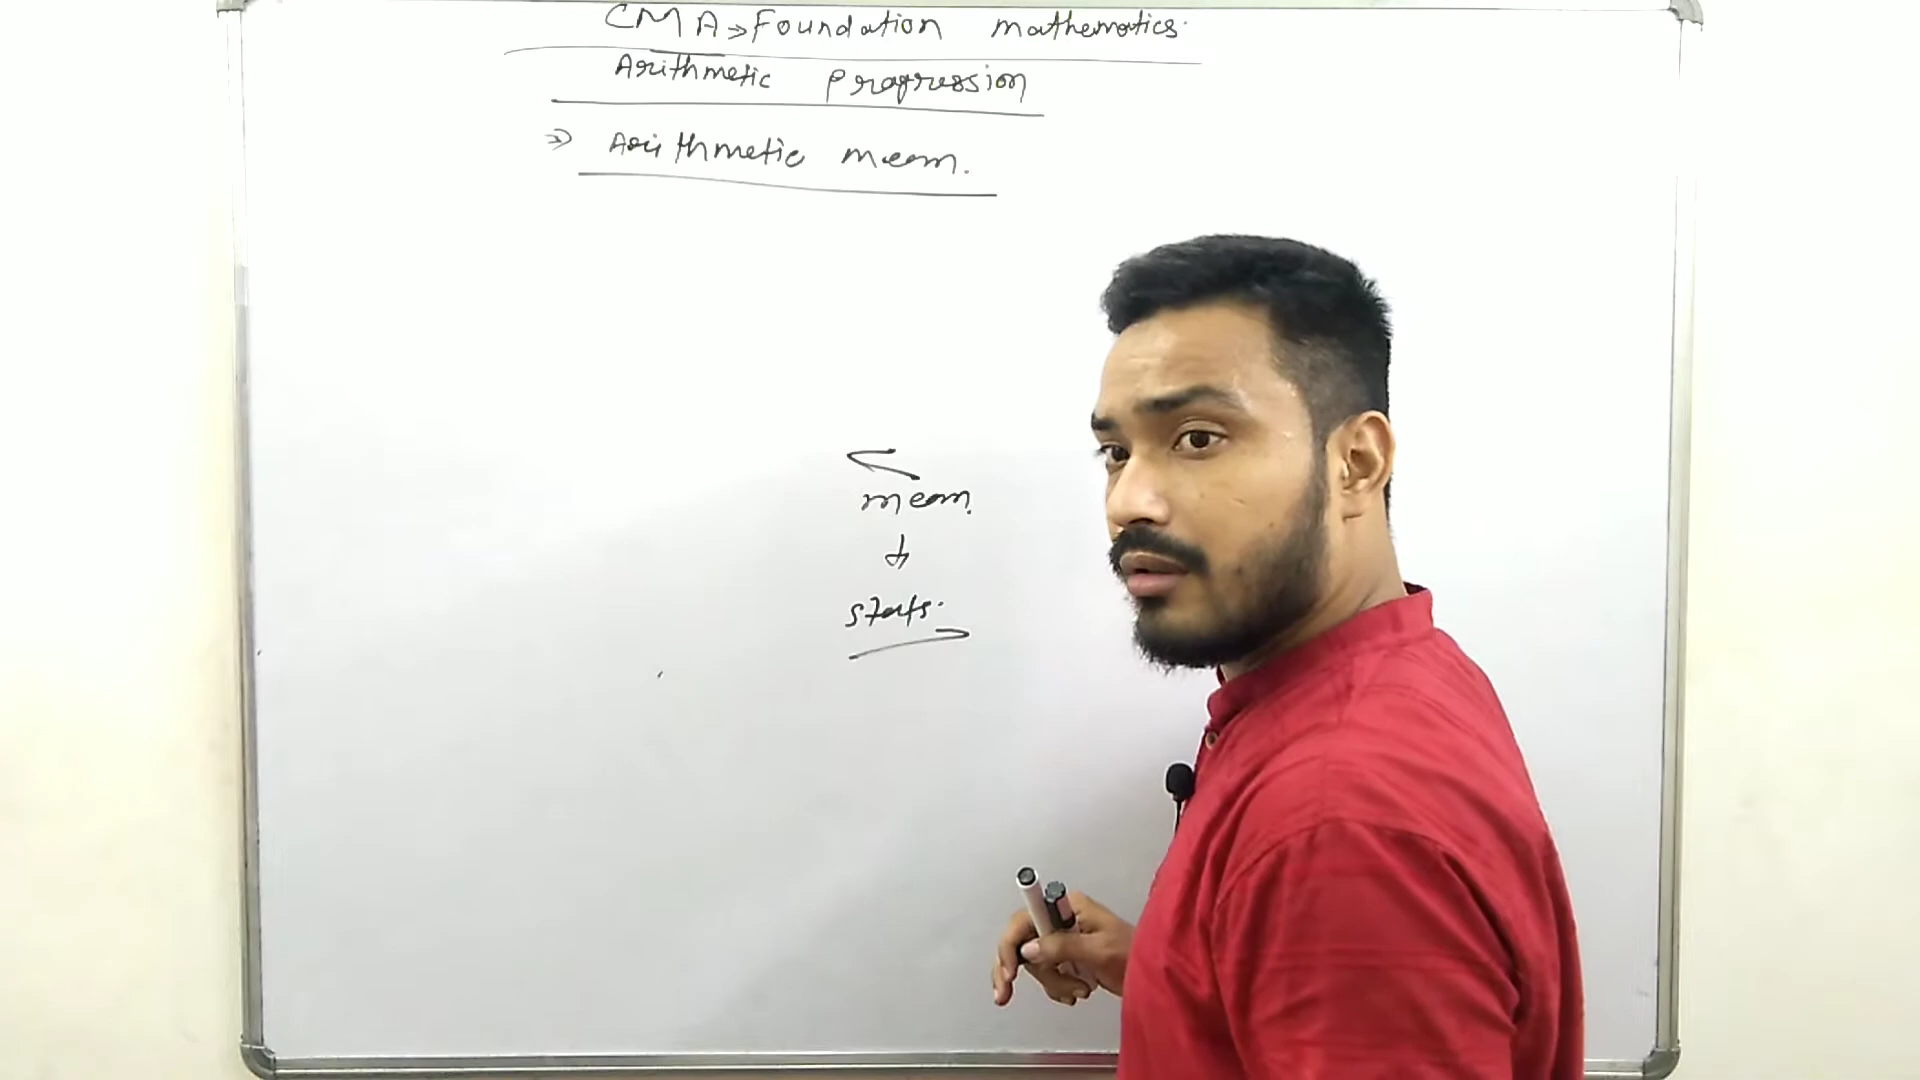 CMA ⇒ Foundation mathematics.
Arithmetic progression
⇒ Arithmetic mean.
mean.
↓
stats.